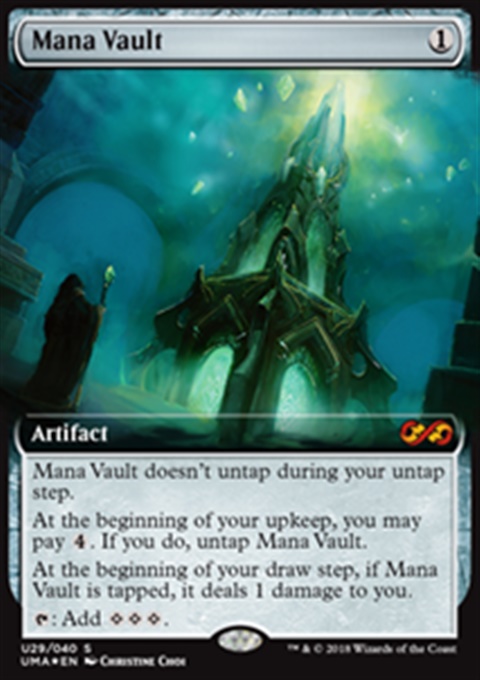 Mana Vault 1
Artifact
Mana Vault doesn't untap during your untap
step.
At the beginning of your upkeep, you may
pay 4. If you do, untap Mana Vault.
At the beginning of your draw step, if Mana
Vault is tapped, it deals 1 damage to you.
: Add ◇◇◇.
U29/040 S
™ & © 2018 Wizards of the Coast
UMA★EN Christine Choi